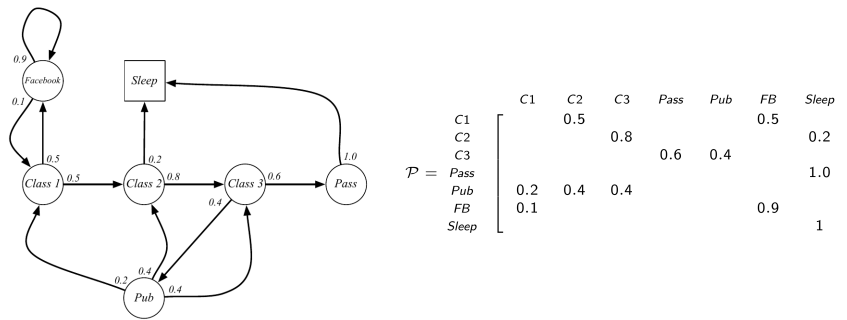 0.9
Facebook
Sleep
0.1
0.5
0.2
1.0
Class 1 0.5 Class 2 0.8 Class 3 0.6 Pass
0.4
0.2 0.4 0.4
Pub
C1 C2 C3 Pass Pub FB Sleep
C1 0.5 0.5
C2 0.8 0.2
C3 0.6 0.4
P = Pass 1.0
Pub 0.2 0.4 0.4
FB 0.1 0.9
Sleep 1